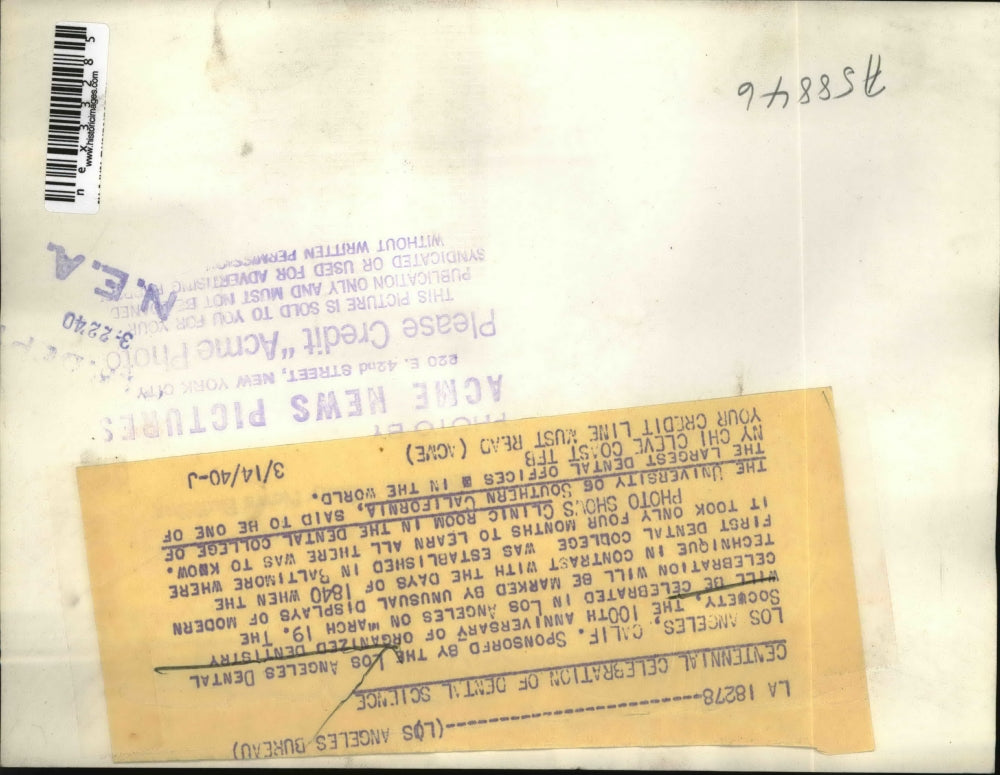 A58846
nex33285
www.historicimages.com
N.E.A.
3-2240
PHOTO BY
ACME NEWS PICTURES
220 E. 42nd STREET, NEW YORK CITY
Please Credit "Acme Photo"
THIS PICTURE IS SOLD TO YOU FOR YOUR
PUBLICATION ONLY AND MUST NOT BE LOANED
SYNDICATED OR USED FOR ADVERTISING
WITHOUT WRITTEN PERMISSION
LA 18278-----------------------------(LOS ANGELES BUREAU)
CENTENNIAL CELEBRATION OF DENTAL SCIENCE
LOS ANGELES, CALIF. SPONSORED BY THE LOS ANGELES DENTAL
SOCIETY, THE 100TH ANNIVERSARY OF ORGANIZED DENTISTRY
WILL BE CELEBRATED IN LOS ANGELES ON MARCH 19. THE
CELEBRATION WILL BE MARKED BY UNUSUAL DISPLAYS OF MODERN
TECHNIQUE IN CONTRAST WITH THE DAYS OF 1840 WHEN THE
FIRST DENTAL COLLEGE WAS ESTABLISHED IN BALTIMORE WHERE
IT TOOK ONLY FOUR MONTHS TO LEARN ALL THERE WAS TO KNOW.
PHOTO SHOWS CLINIC ROOM IN THE DENTAL COLLEGE OF
THE UNIVERSITY OG SOUTHERN CALIFORNIA, SAID TO BE ONE OF
THE LARGEST DENTAL OFFICES IN THE WORLD.
NY CHI CLEVE COAST TFB
YOUR CREDIT LINE MUST READ (ACME) 3/14/40-J